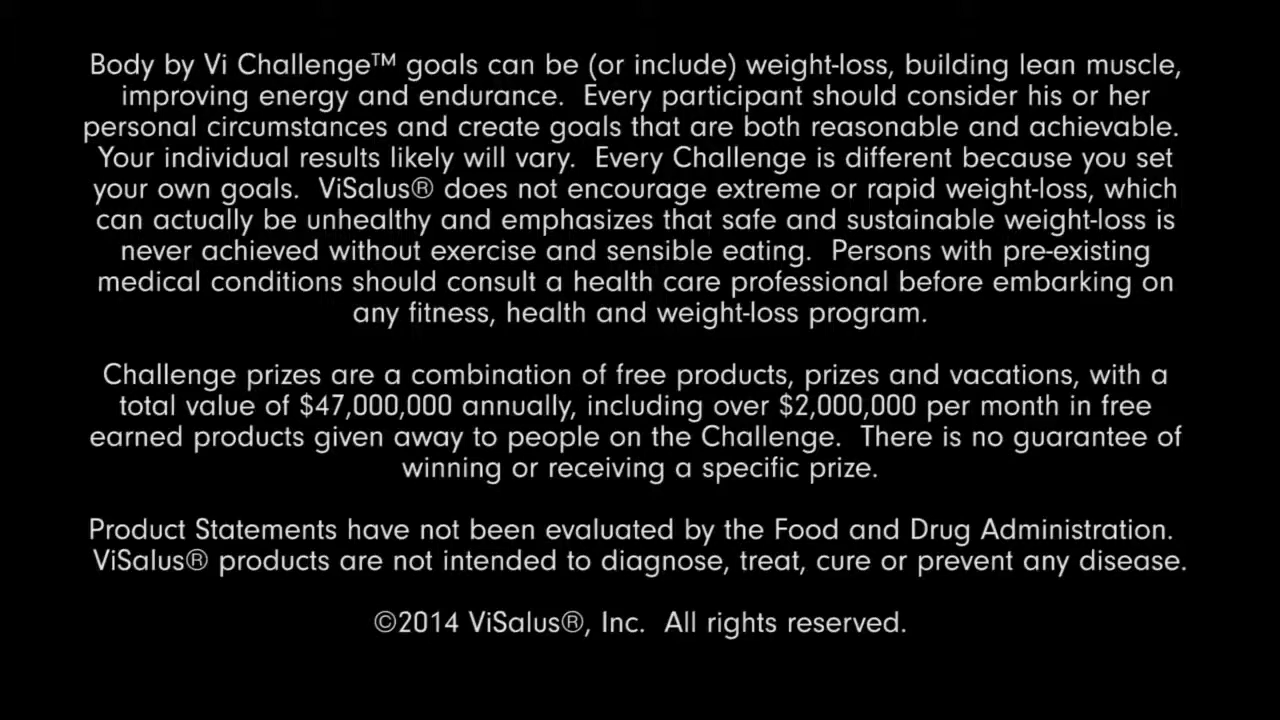 Body by Vi Challenge™ goals can be (or include) weight-loss, building lean muscle,
improving energy and endurance.  Every participant should consider his or her
personal circumstances and create goals that are both reasonable and achievable.
Your individual results likely will vary.  Every Challenge is different because you set
your own goals.  ViSalus® does not encourage extreme or rapid weight-loss, which
can actually be unhealthy and emphasizes that safe and sustainable weight-loss is
never achieved without exercise and sensible eating.  Persons with pre-existing
medical conditions should consult a health care professional before embarking on
any fitness, health and weight-loss program.
Challenge prizes are a combination of free products, prizes and vacations, with a
total value of $47,000,000 annually, including over $2,000,000 per month in free
earned products given away to people on the Challenge.  There is no guarantee of
winning or receiving a specific prize.
Product Statements have not been evaluated by the Food and Drug Administration.
ViSalus® products are not intended to diagnose, treat, cure or prevent any disease.
©2014 ViSalus®, Inc.  All rights reserved.